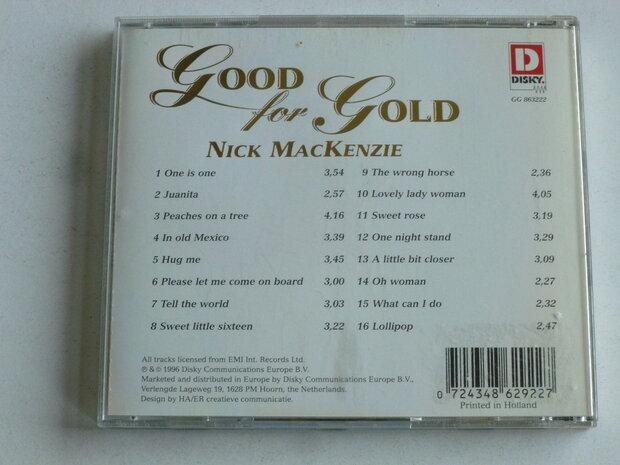 GOOD
for GOLD
D
DISKY.
GG 863222
NICK MACKENZIE
1 One is one 3,54
2 Juanita 2,57
3 Peaches on a tree 4,16
4 In old Mexico 3,39
5 Hug me 3,45
6 Please let me come on board 3,00
7 Tell the world 3,03
8 Sweet little sixteen 3,22
9 The wrong horse 2,36
10 Lovely lady woman 4,05
11 Sweet rose 3,19
12 One night stand 3,29
13 A little bit closer 3,09
14 Oh woman 2,27
15 What can I do 2,32
16 Lollipop 2,47
All tracks licensed from EMI Int. Records Ltd.
℗ & © 1996 Disky Communications Europe B.V.
Marketed and distributed in Europe by Disky Communications Europe B.V.,
Verlengde Lageweg 19, 1628 PM Hoorn, the Netherlands.
Design by HA/ER creatieve communicatie.
0 724348 629227
Printed in Holland